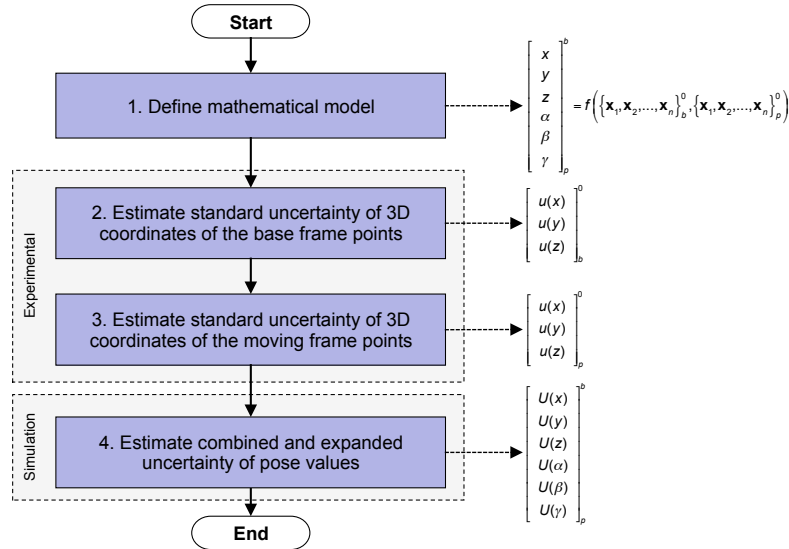 Start
1. Define mathematical model
x
y
z
α
β
γ
b
p
= f({x₁,x₂,...,xₙ}⁰_b,{x₁,x₂,...,xₙ}⁰_p)
Experimental
2. Estimate standard uncertainty of 3D
coordinates of the base frame points
u(x)
u(y)
u(z)
0
b
3. Estimate standard uncertainty of 3D
coordinates of the moving frame points
u(x)
u(y)
u(z)
0
p
Simulation
4. Estimate combined and expanded
uncertainty of pose values
U(x)
U(y)
U(z)
U(α)
U(β)
U(γ)
b
p
End